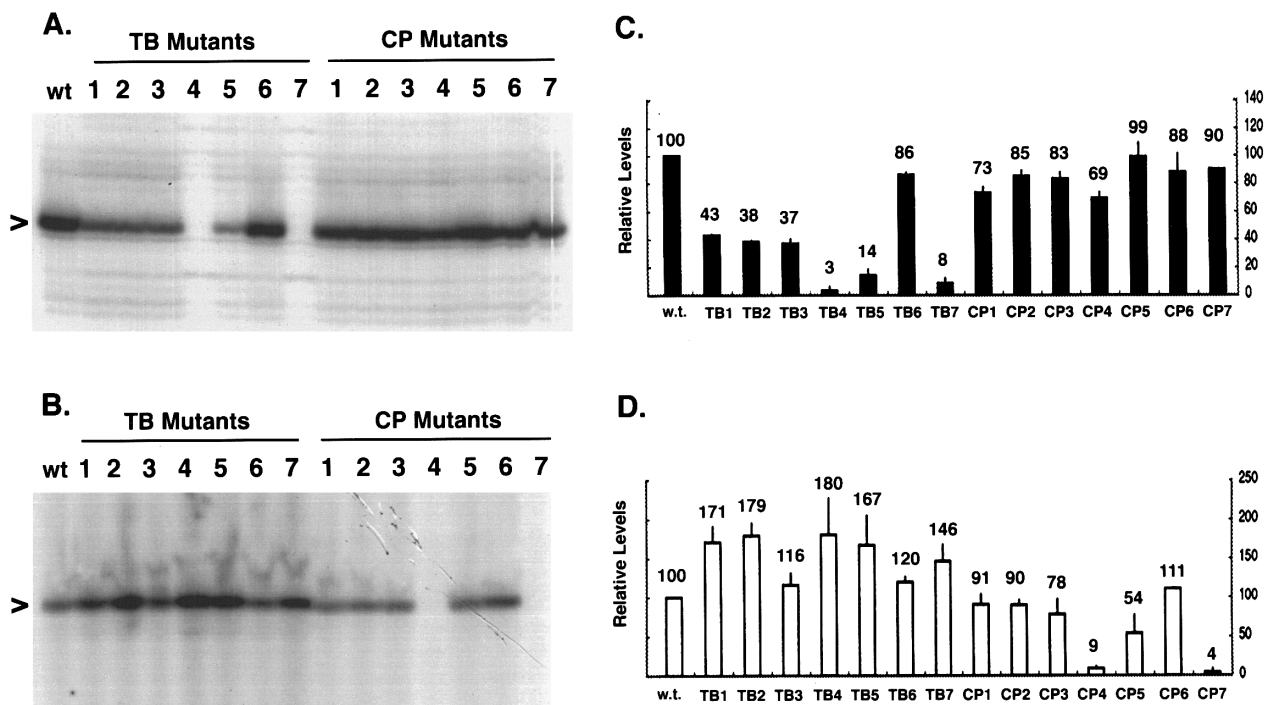 A.
TB Mutants CP Mutants
wt 1 2 3 4 5 6 7 1 2 3 4 5 6 7
>
B.
TB Mutants CP Mutants
wt 1 2 3 4 5 6 7 1 2 3 4 5 6 7
>
C.
Relative Levels
100 43 38 37 3 14 86 8 73 85 83 69 99 88 90
140
120
100
80
60
40
20
0
w.t. TB1 TB2 TB3 TB4 TB5 TB6 TB7 CP1 CP2 CP3 CP4 CP5 CP6 CP7
D.
Relative Levels
100 171 179 116 180 167 120 146 91 90 78 9 54 111 4
250
200
150
100
50
0
w.t. TB1 TB2 TB3 TB4 TB5 TB6 TB7 CP1 CP2 CP3 CP4 CP5 CP6 CP7